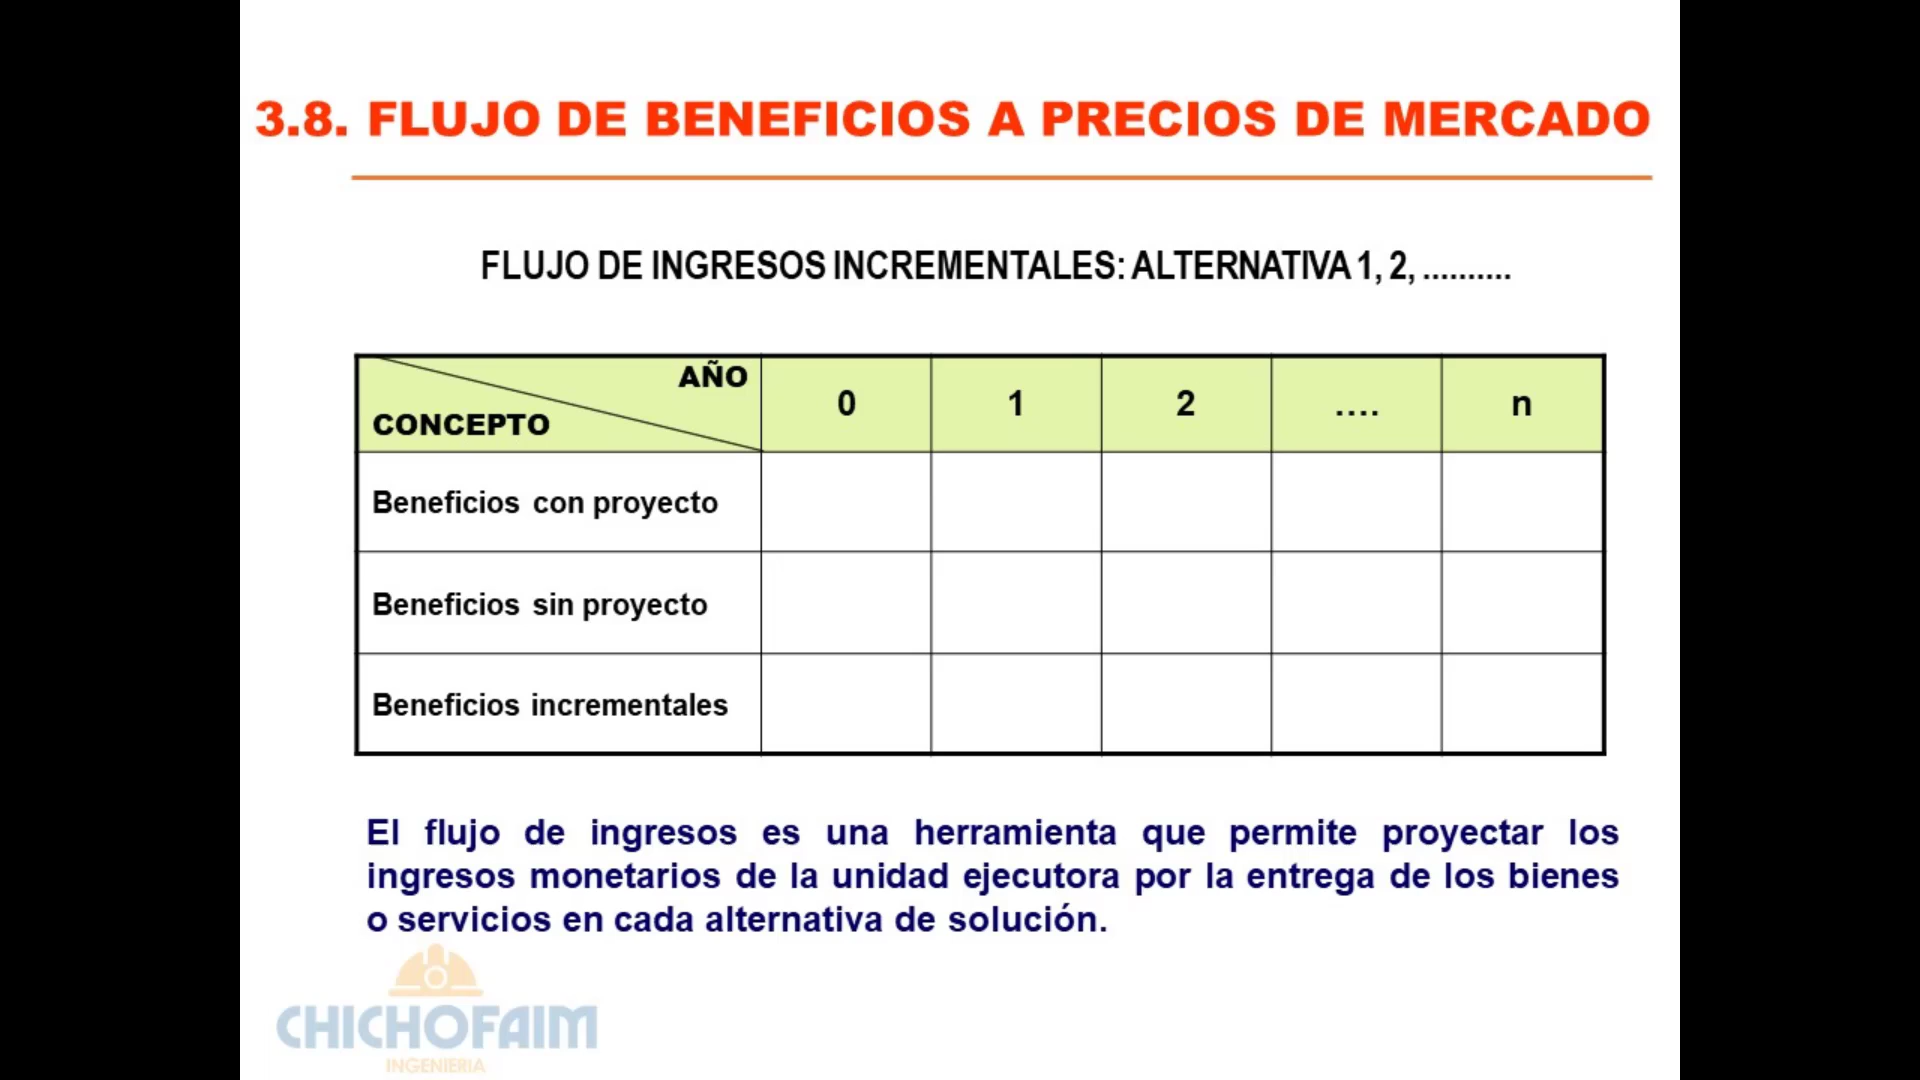 3.8. FLUJO DE BENEFICIOS A PRECIOS DE MERCADO
FLUJO DE INGRESOS INCREMENTALES: ALTERNATIVA 1, 2, ..........
AÑO
CONCEPTO
0 1 2 .... n
Beneficios con proyecto
Beneficios sin proyecto
Beneficios incrementales
El flujo de ingresos es una herramienta que permite proyectar los
ingresos monetarios de la unidad ejecutora por la entrega de los bienes
o servicios en cada alternativa de solución.
CHICHOFAIM
INGENIERIA